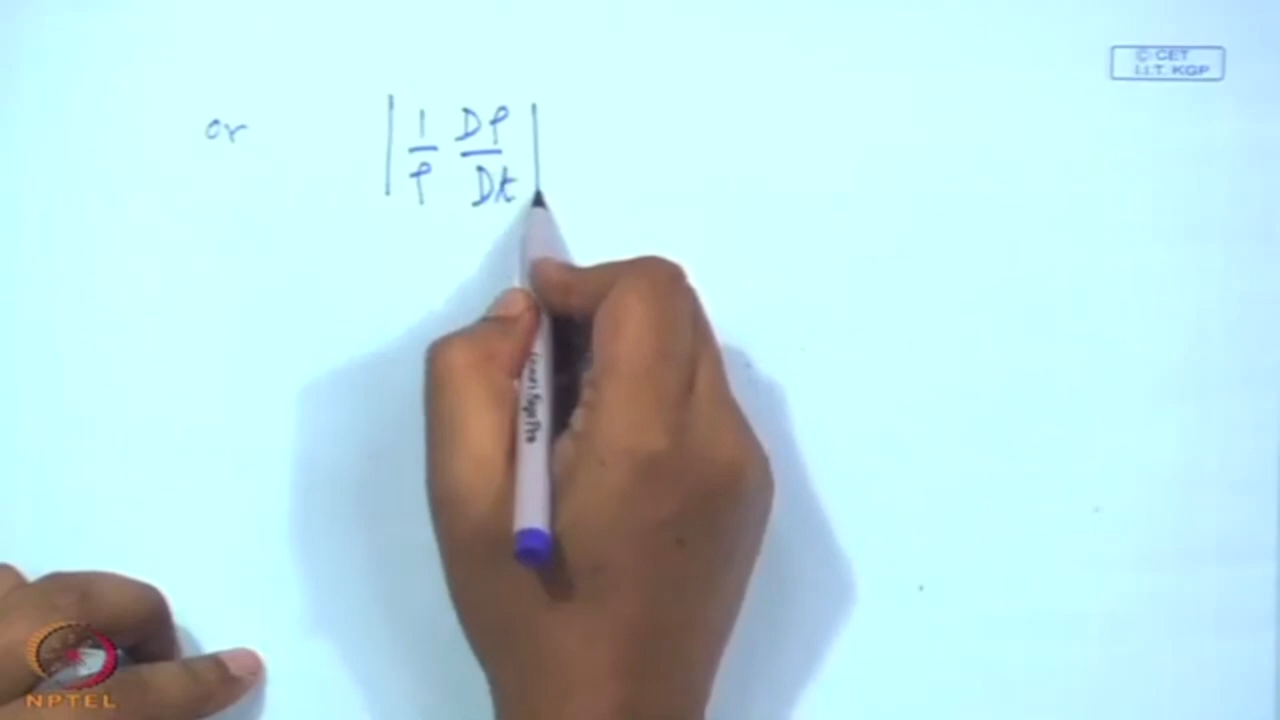 © CET
I.I.T. KGP
or | 1/ρ Dρ/Dt |
NPTEL